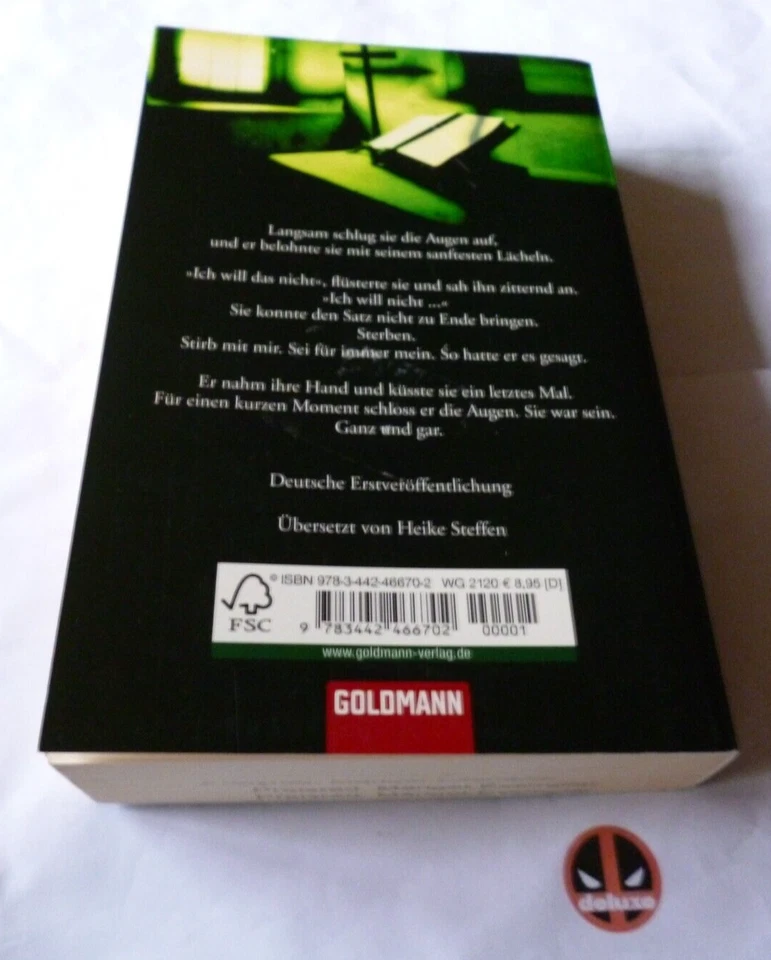 Langsam schlug sie die Augen auf,
und er belohnte sie mit seinem sanftesten Lächeln.
»Ich will das nicht«, flüsterte sie und sah ihn zitternd an.
»Ich will nicht ...«
Sie konnte den Satz nicht zu Ende bringen.
Sterben.
Stirb mit mir. Sei für immer mein. So hatte er es gesagt.
Er nahm ihre Hand und küsste sie ein letztes Mal.
Für einen kurzen Moment schloss er die Augen. Sie war sein.
Ganz und gar.
Deutsche Erstveröffentlichung
Übersetzt von Heike Steffen
© ISBN 978-3-442-46670-2 WG 2120 € 8,95 [D]
FSC
9 783442 466702 00001
www.goldmann-verlag.de
GOLDMANN
deluxe